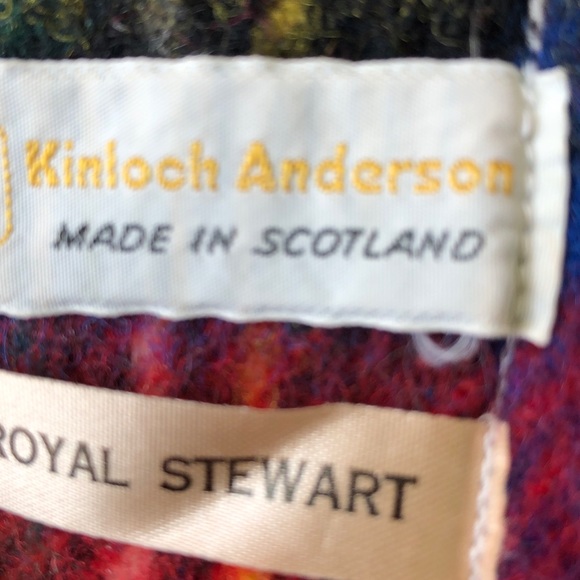 Kinloch Anderson
MADE IN SCOTLAND
ROYAL STEWART